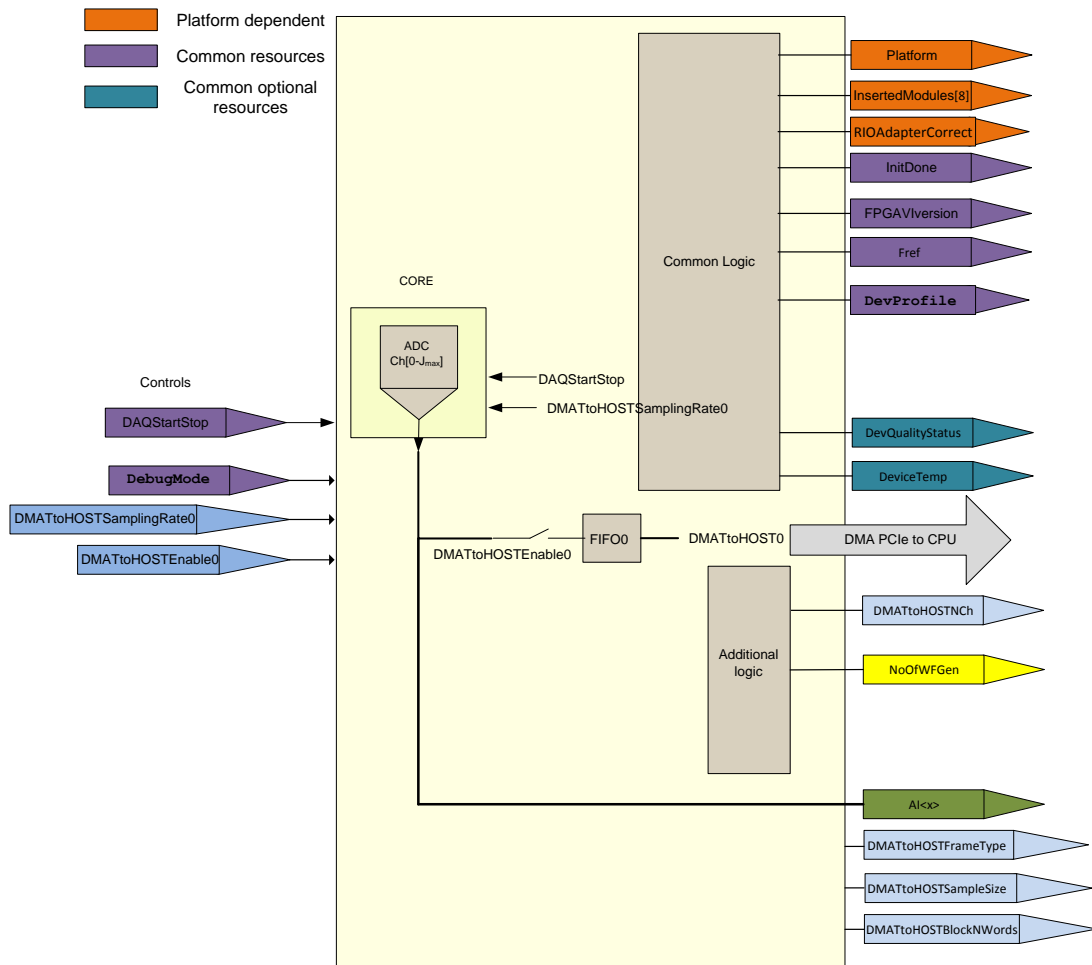 Platform dependent
Common resources
Common optional
resources
Platform
InsertedModules[8]
RIOAdapterCorrect
InitDone
FPGAVIversion
Fref
DevProfile
Common Logic
CORE
ADC
Ch[0-Jmax]
DAQStartStop
DMATtoHOSTSamplingRate0
Controls
DAQStartStop
DebugMode
DMATtoHOSTSamplingRate0
DMATtoHOSTEnable0
DevQualityStatus
DeviceTemp
DMATtoHOSTEnable0
FIFO0
DMATtoHOST0
DMA PCIe to CPU
Additional
logic
DMATtoHOSTNCh
NoOfWFGen
AI<x>
DMATtoHOSTFrameType
DMATtoHOSTSampleSize
DMATtoHOSTBlockNWords